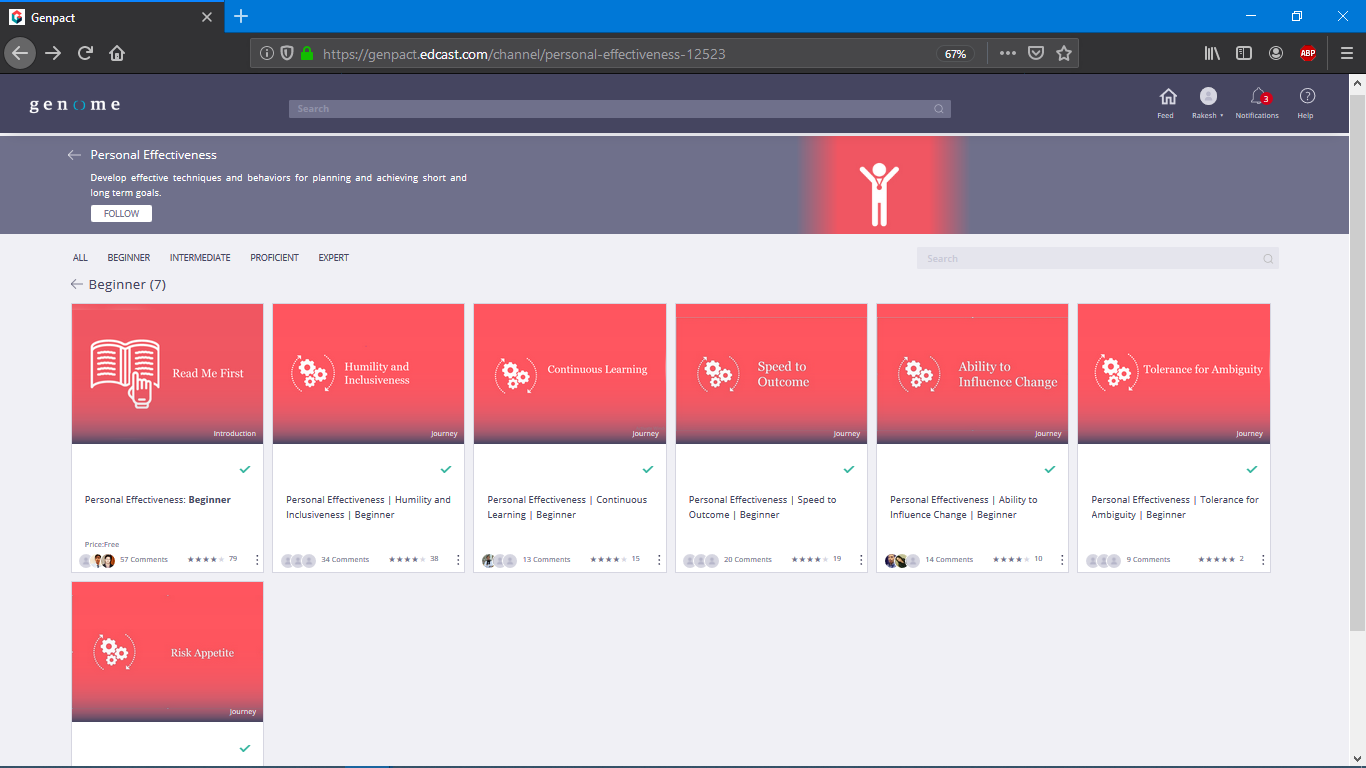 Genpact
https://genpact.edcast.com/channel/personal-effectiveness-12523
67%
ABP
genome
Search
Feed
Rakesh
3
Notifications
?
Help
Personal Effectiveness
Develop effective techniques and behaviors for planning and achieving short and
long term goals.
FOLLOW
ALL
BEGINNER
INTERMEDIATE
PROFICIENT
EXPERT
Search
Beginner (7)
Read Me First
Introduction
Personal Effectiveness: Beginner
Price:Free
57 Comments
79
Humility and
Inclusiveness
Journey
Personal Effectiveness | Humility and
Inclusiveness | Beginner
34 Comments
38
Continuous Learning
Journey
Personal Effectiveness | Continuous
Learning | Beginner
13 Comments
15
Speed to
Outcome
Journey
Personal Effectiveness | Speed to
Outcome | Beginner
20 Comments
19
Ability to
Influence Change
Journey
Personal Effectiveness | Ability to
Influence Change | Beginner
14 Comments
10
Tolerance for Ambiguity
Journey
Personal Effectiveness | Tolerance for
Ambiguity | Beginner
9 Comments
2
Risk Appetite
Journey